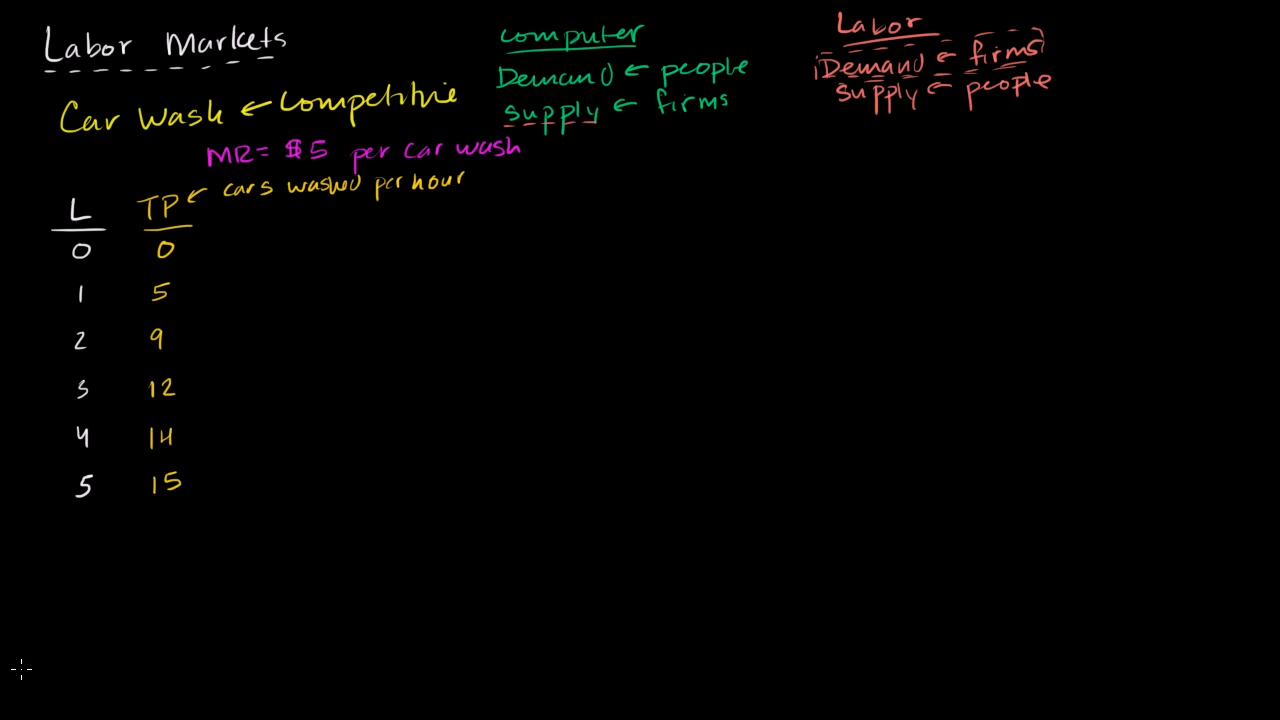 Labor Markets
Car Wash ← Competitive
MR = $5 per car wash
computer
Demand ← people
supply ← firms
Labor
Demand ← firms
supply ← people
L TP ← cars washed per hour
0 0
1 5
2 9
3 12
4 14
5 15